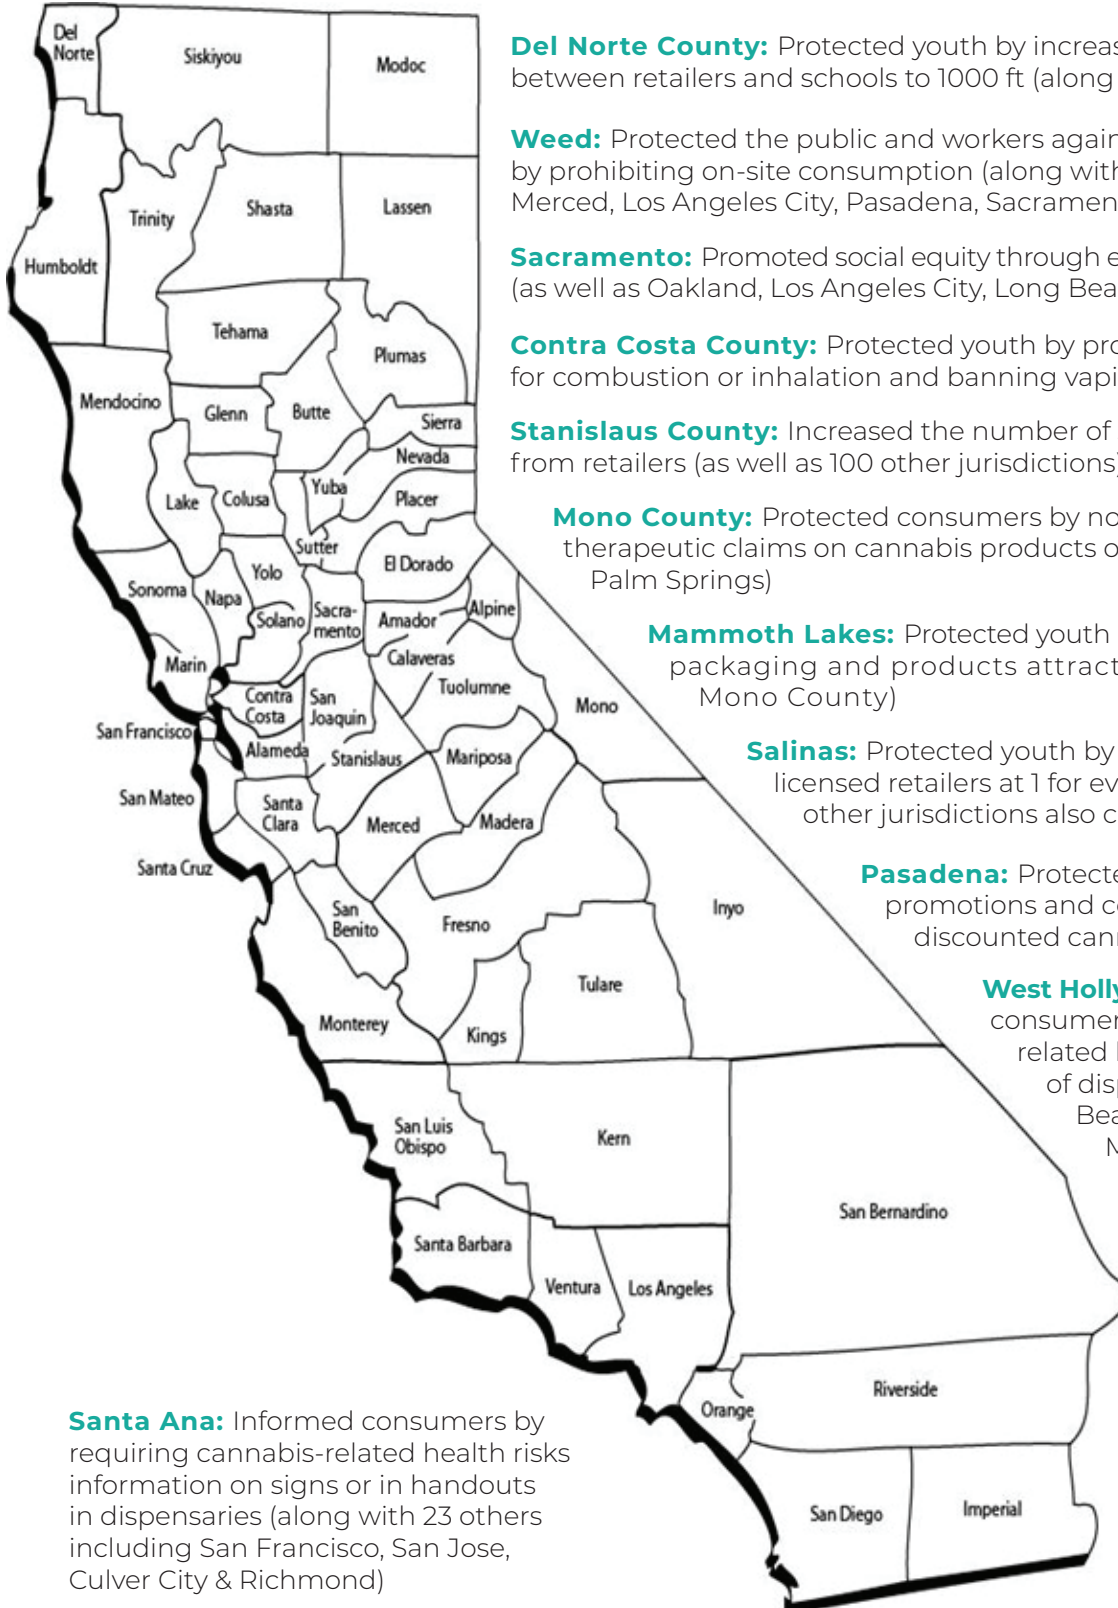 Del Norte
Siskiyou
Modoc
Trinity
Shasta
Lassen
Humboldt
Tehama
Plumas
Mendocino
Glenn
Butte
Sierra
Nevada
Lake
Colusa
Yuba
Placer
Sutter
El Dorado
Yolo
Sonoma
Napa
Solano
Sacra-
mento
Amador
Alpine
Marin
Calaveras
Contra
Costa
San
Joaquin
Tuolumne
Mono
San Francisco
Alameda
Stanislaus
Mariposa
San Mateo
Santa
Clara
Merced
Madera
Santa Cruz
San
Benito
Fresno
Inyo
Tulare
Monterey
Kings
San Luis
Obispo
Kern
San Bernardino
Santa Barbara
Ventura
Los Angeles
Riverside
Orange
San Diego
Imperial
Del Norte County: Protected youth by increas
between retailers and schools to 1000 ft (along
Weed: Protected the public and workers again
by prohibiting on-site consumption (along with
Merced, Los Angeles City, Pasadena, Sacramen
Sacramento: Promoted social equity through e
(as well as Oakland, Los Angeles City, Long Bea
Contra Costa County: Protected youth by pro
for combustion or inhalation and banning vapi
Stanislaus County: Increased the number of
from retailers (as well as 100 other jurisdictions)
Mono County: Protected consumers by no
therapeutic claims on cannabis products o
Palm Springs)
Mammoth Lakes: Protected youth
packaging and products attract
Mono County)
Salinas: Protected youth by
licensed retailers at 1 for ev
other jurisdictions also c
Pasadena: Protecte
promotions and c
discounted cann
West Holly
consumer
related
of disp
Bea
M
Santa Ana: Informed consumers by
requiring cannabis-related health risks
information on signs or in handouts
in dispensaries (along with 23 others
including San Francisco, San Jose,
Culver City & Richmond)